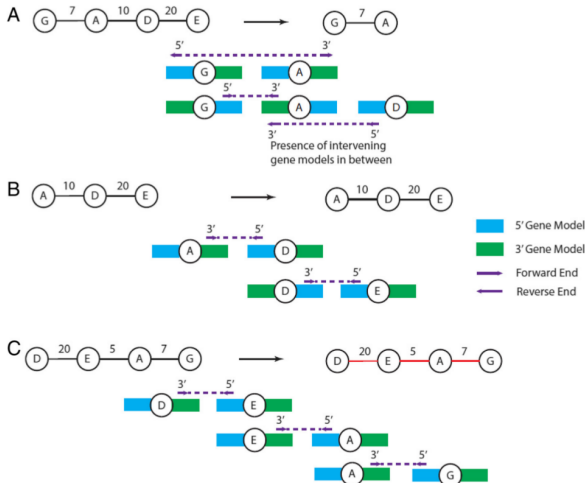 A
7 10 20
G A D E
7
G A
5' 3'
G A
5' 3'
G A D
3' 5'
Presence of intervening
gene models in between
B
10 20
A D E
10 20
A D E
3' 5'
A D
3' 5'
D E
5' Gene Model
3' Gene Model
Forward End
Reverse End
C
20 5 7
D E A G
20 5 7
D E A G
3' 5'
D E
3' 5'
E A
3' 5'
A G